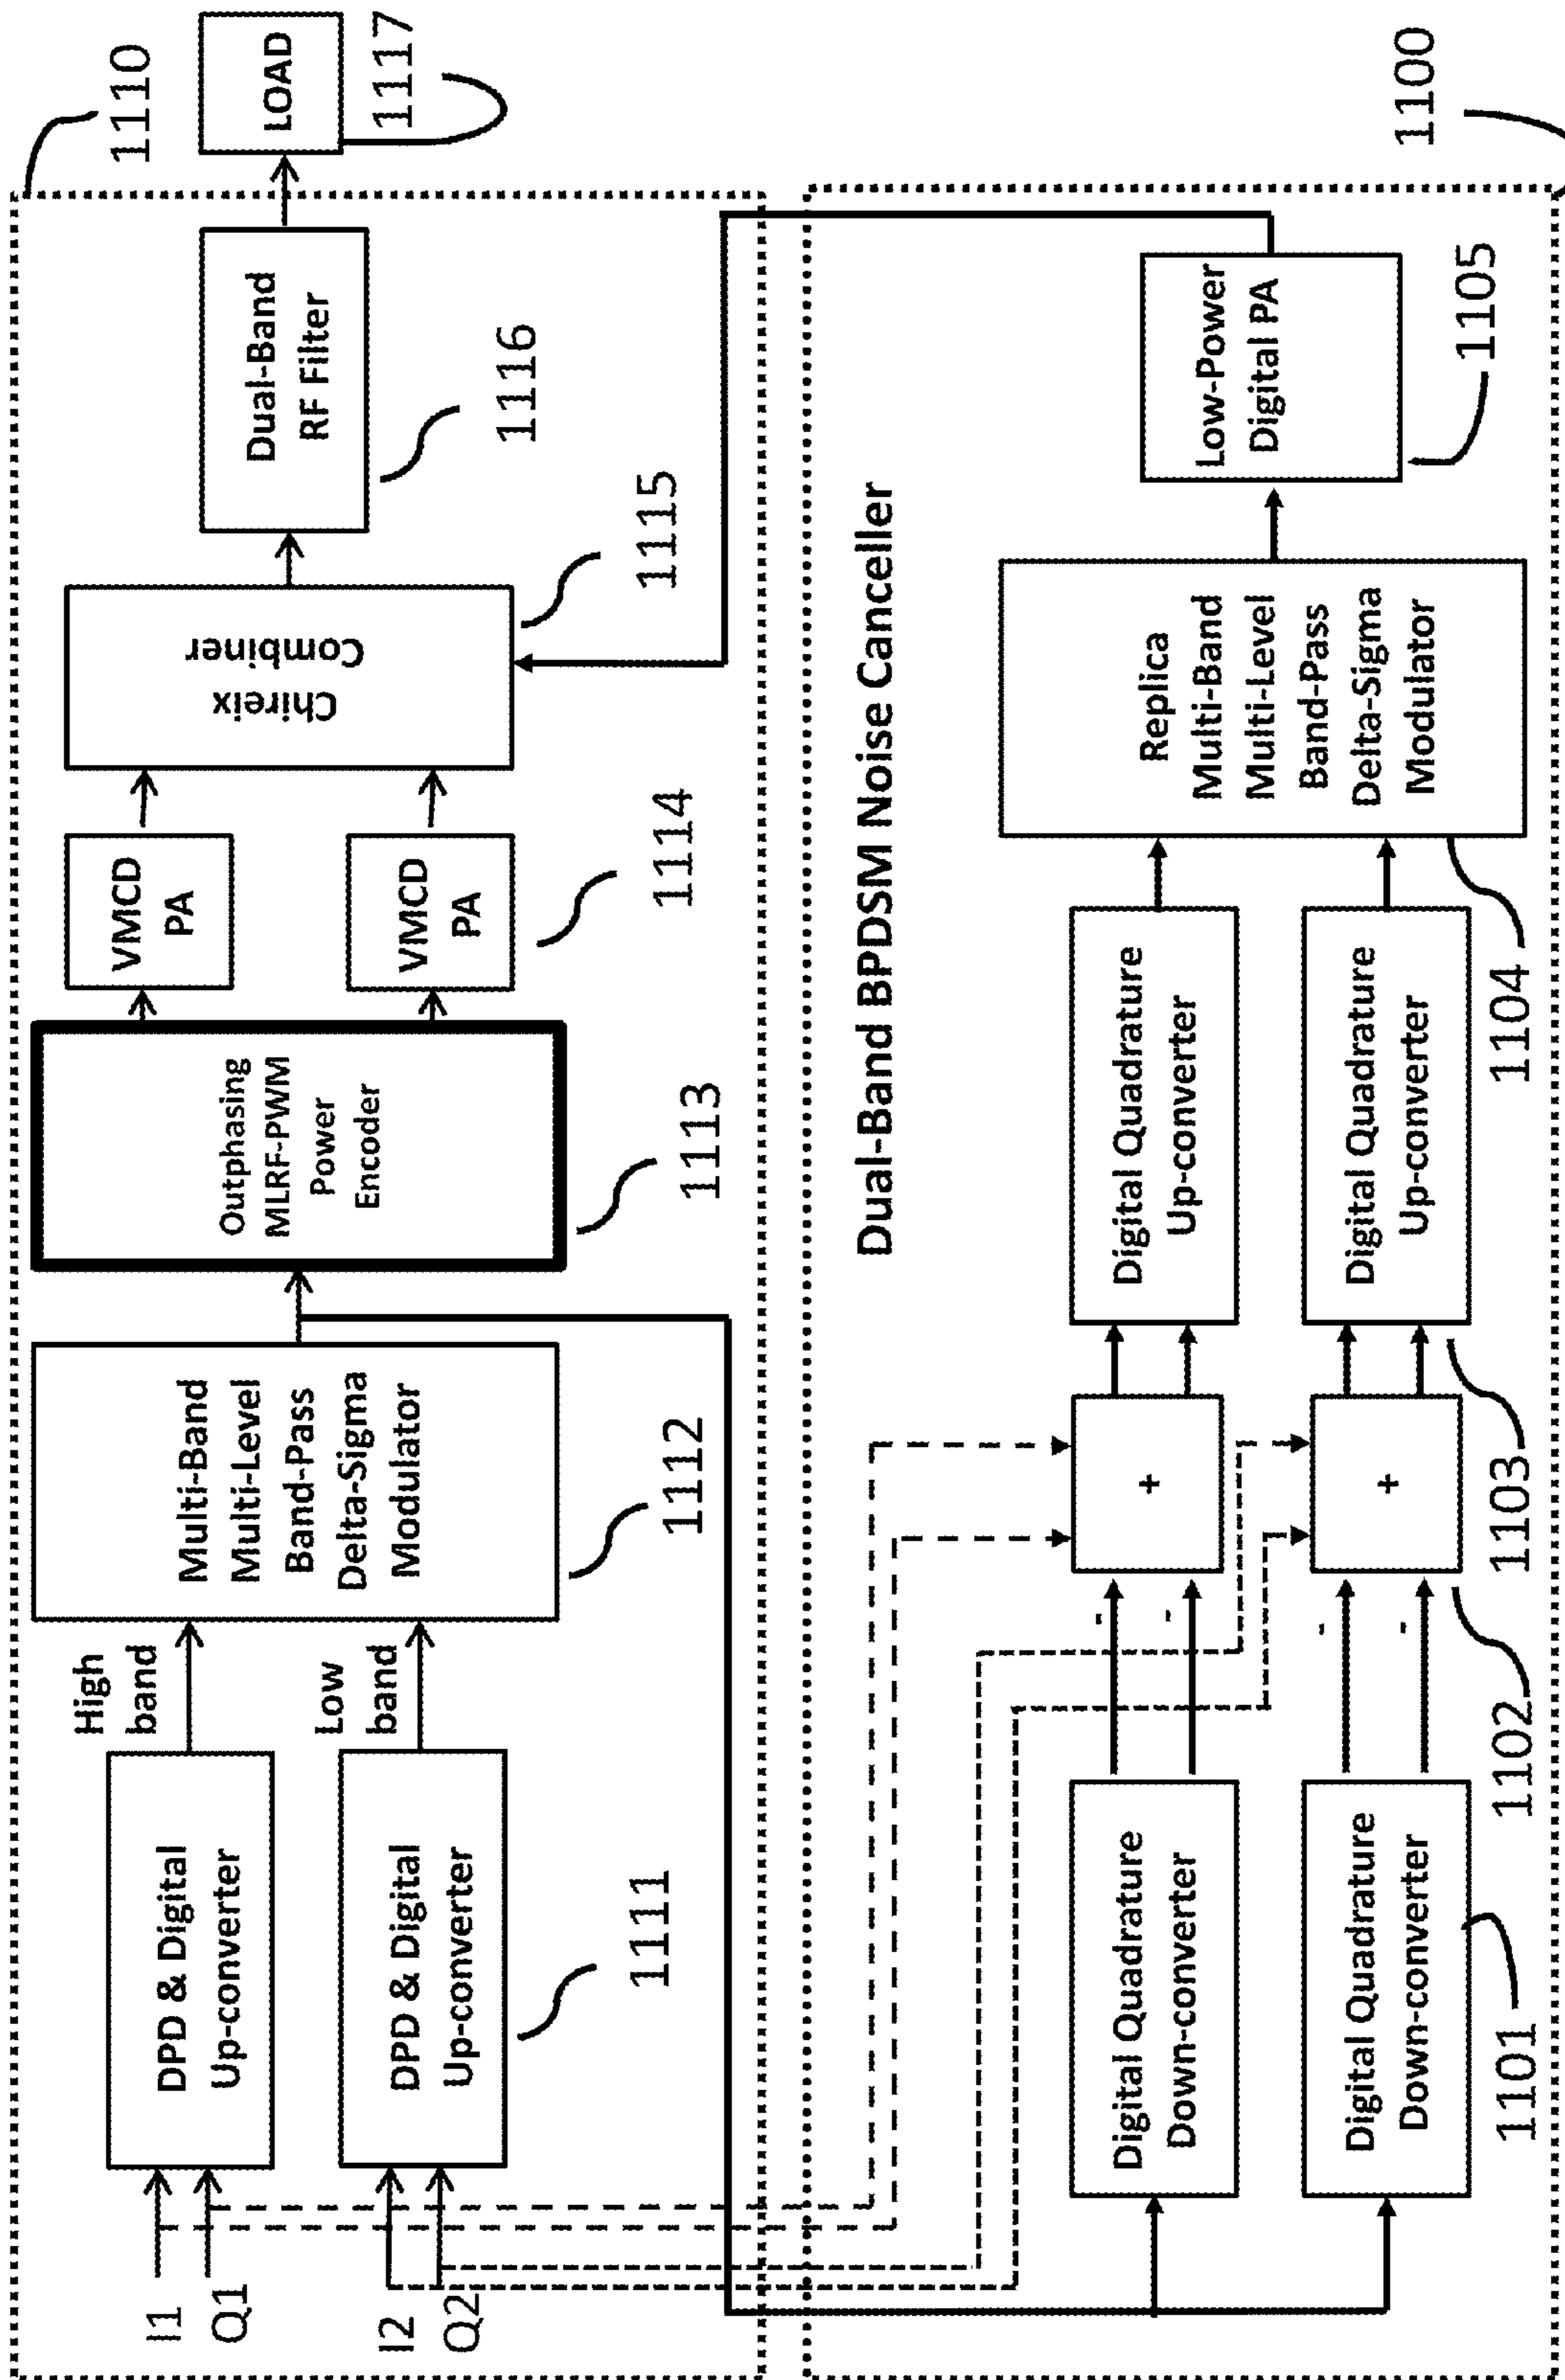 I1
Q1
I2
Q2
DPD & Digital
Up-converter
DPD & Digital
Up-converter
1111
High
band
Low
band
Multi-Band
Multi-Level
Band-Pass
Delta-Sigma
Modulator
1112
Outphasing
MLRF-PWM
Power
Encoder
1113
VMCD
PA
VMCD
PA
1114
Chireix
Combiner
1115
Dual-Band
RF Filter
1116
LOAD
1117
1110
Dual-Band BPDSM Noise Canceller
Digital Quadrature
Down-converter
Digital Quadrature
Down-converter
1101
-
-
-
-
+
+
1102
Digital Quadrature
Up-converter
Digital Quadrature
Up-converter
1103
Replica
Multi-Band
Multi-Level
Band-Pass
Delta-Sigma
Modulator
1104
Low-Power
Digital PA
1105
1100